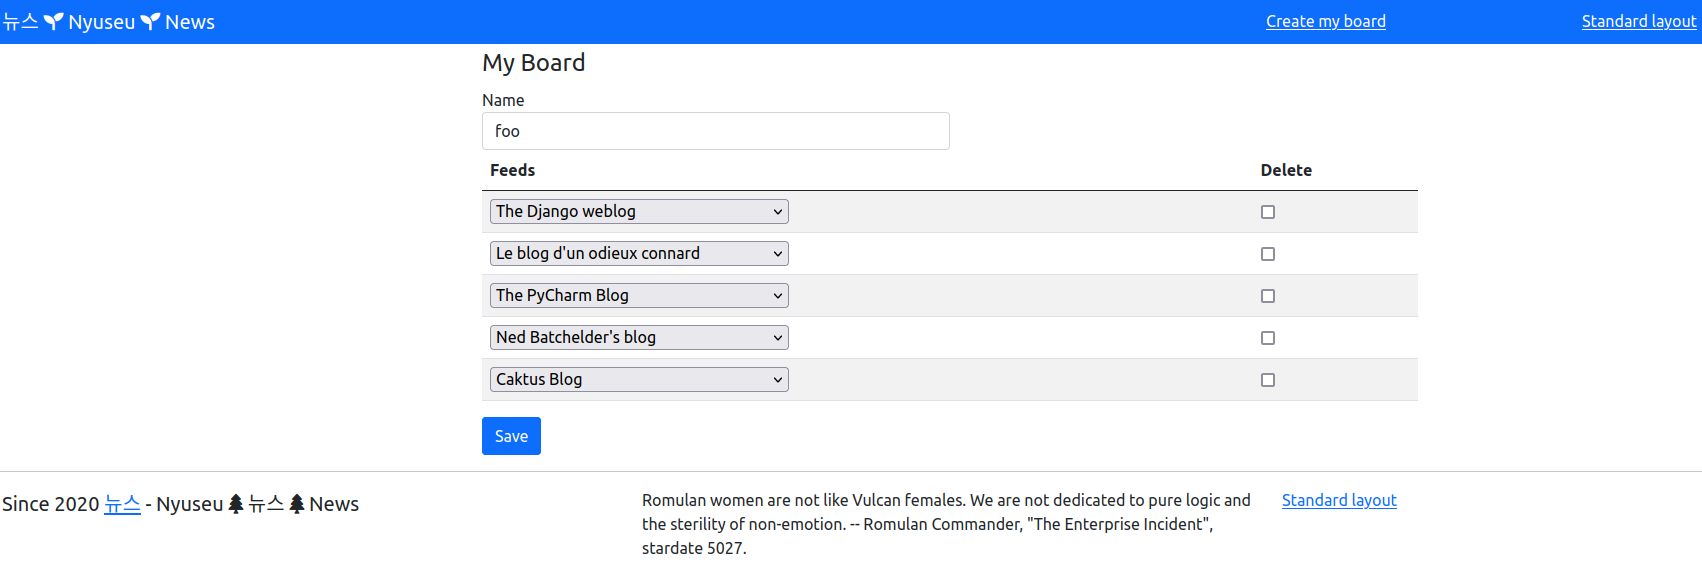 뉴스 Nyuseu News
Create my board
Standard layout
My Board
Name
foo
Feeds
Delete
The Django weblog
Le blog d'un odieux connard
The PyCharm Blog
Ned Batchelder's blog
Caktus Blog
Save
Since 2020 뉴스 - Nyuseu 뉴스 News
Romulan women are not like Vulcan females. We are not dedicated to pure logic and
the sterility of non-emotion. -- Romulan Commander, "The Enterprise Incident",
stardate 5027.
Standard layout